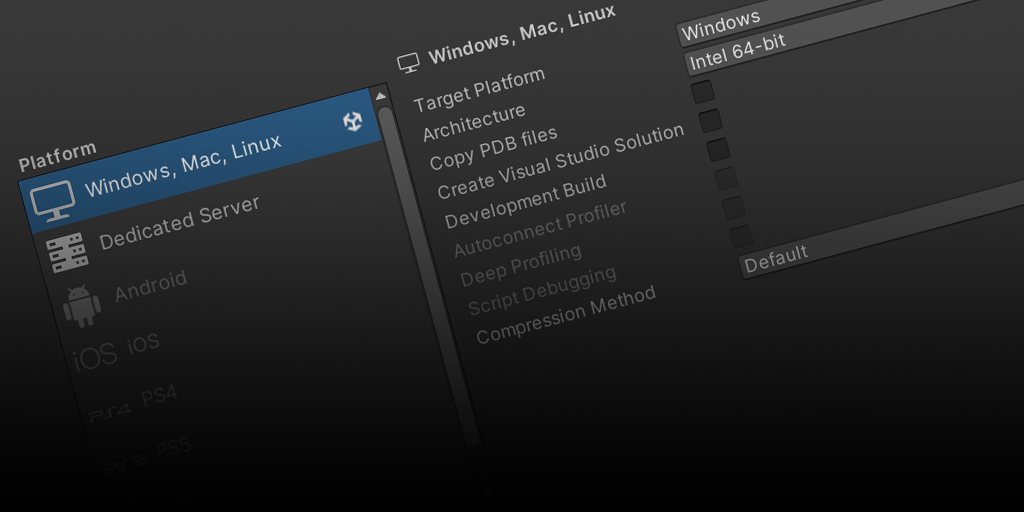 Platform
Windows, Mac, Linux
Dedicated Server
Android
iOS ios
PS4 PS4
PS5 PS5
Windows, Mac, Linux
Target Platform Windows
Architecture Intel 64-bit
Copy PDB files
Create Visual Studio Solution
Development Build
Autoconnect Profiler
Deep Profiling
Script Debugging
Compression Method Default